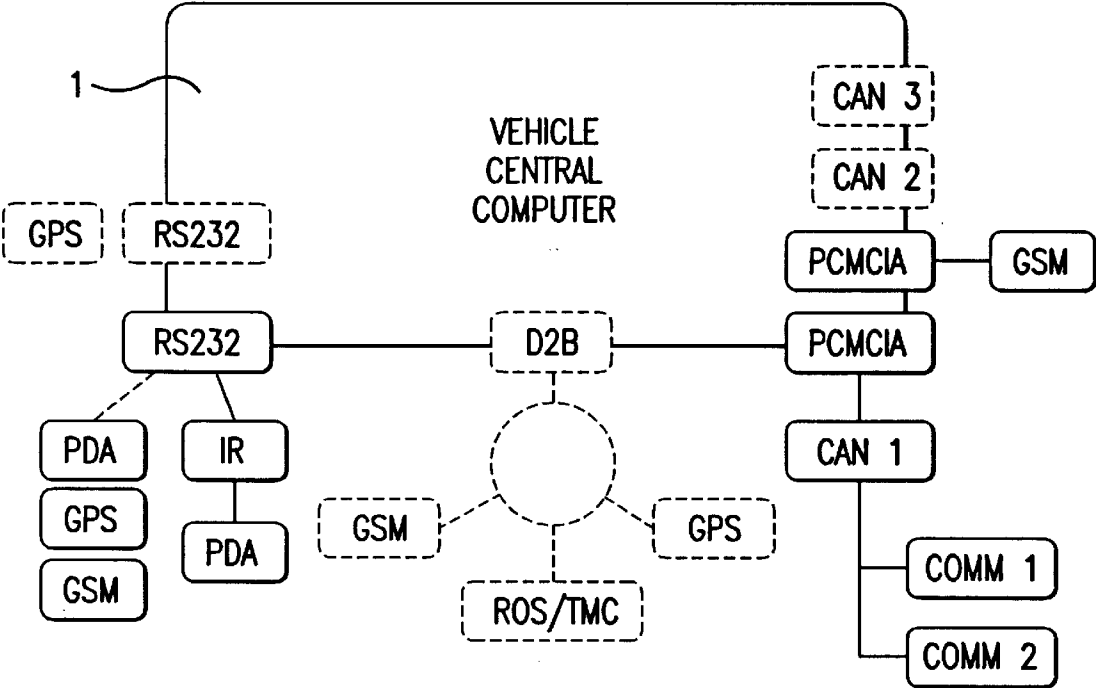 1
VEHICLE
CENTRAL
COMPUTER
CAN 3
CAN 2
GPS
RS232
PCMCIA
GSM
RS232
D2B
PCMCIA
PDA
IR
CAN 1
GPS
PDA
GSM
GSM
GPS
ROS/TMC
COMM 1
COMM 2